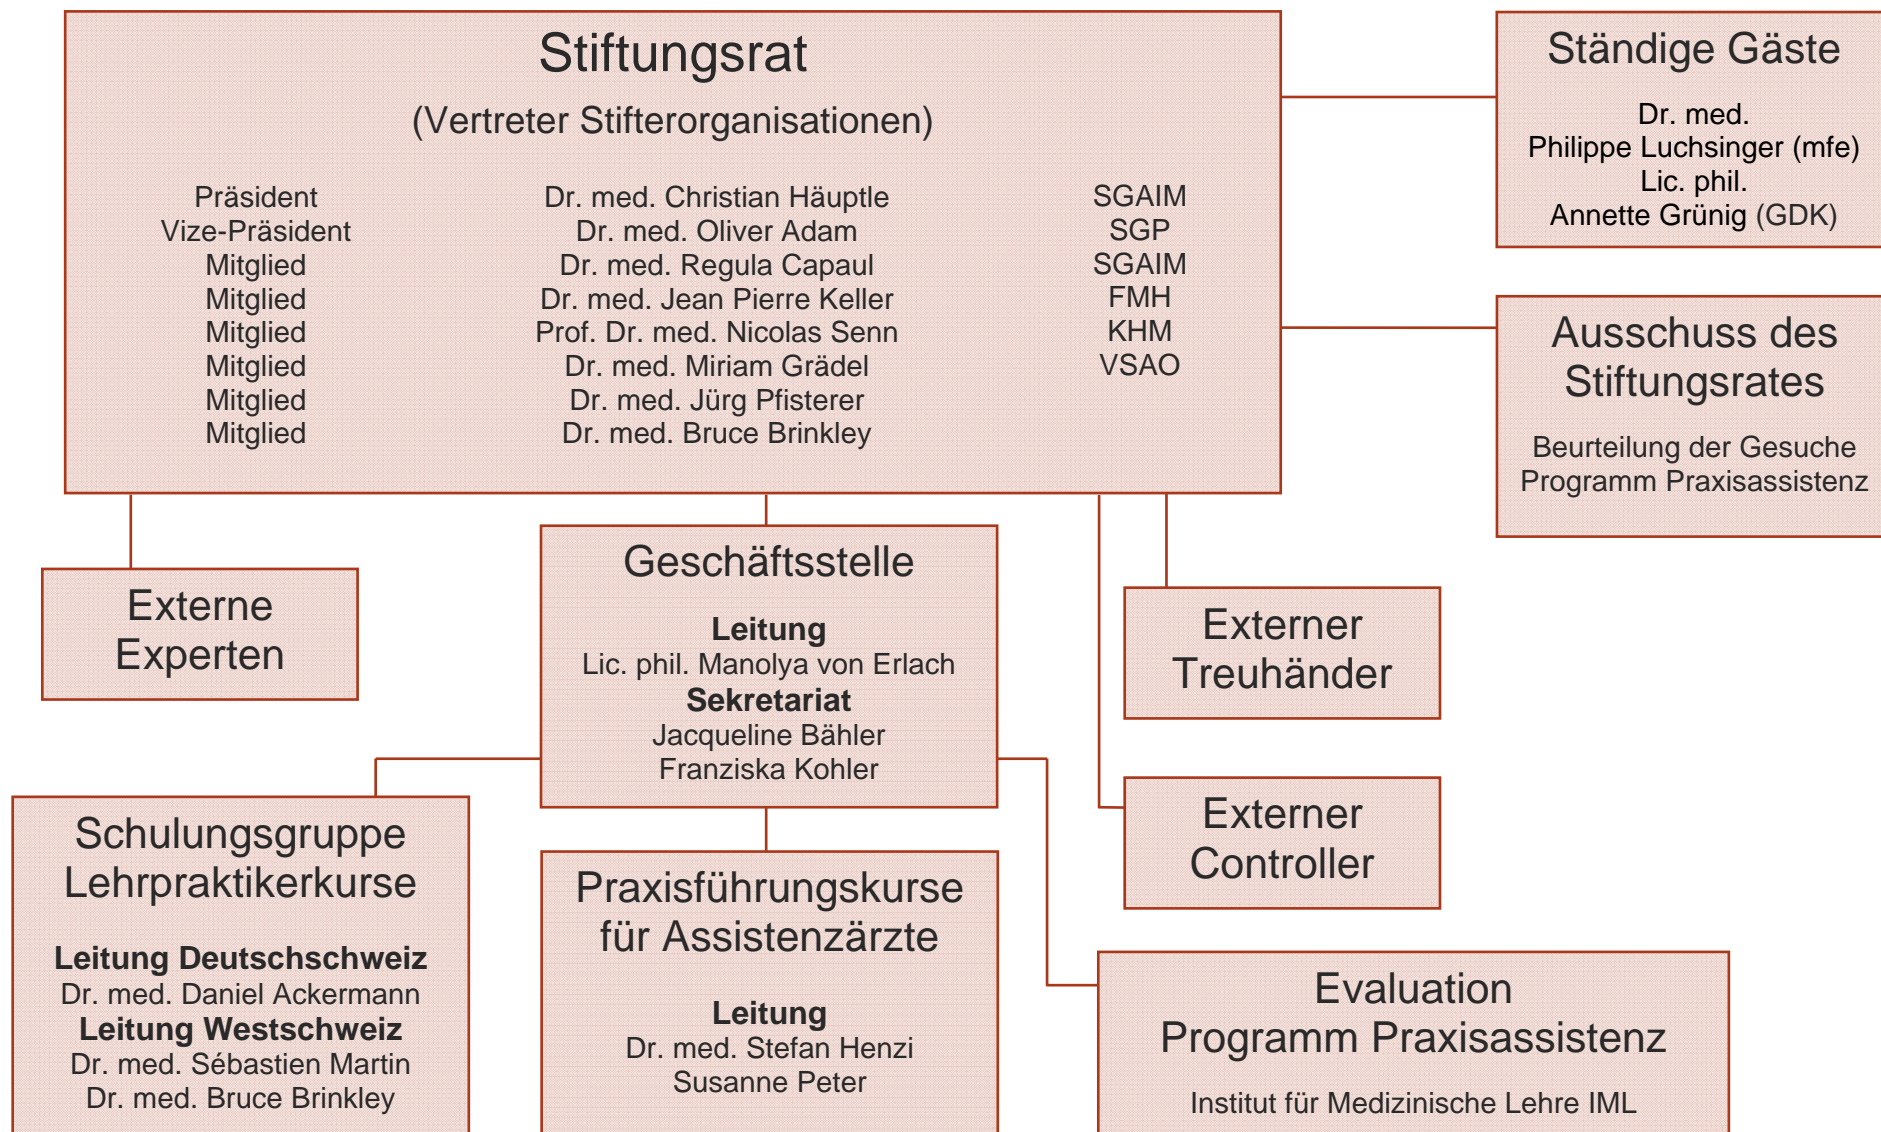 Stiftungsrat
(Vertreter Stifterorganisationen)
Präsident Dr. med. Christian Häuptle SGAIM
Vize-Präsident Dr. med. Oliver Adam SGP
Mitglied Dr. med. Regula Capaul SGAIM
Mitglied Dr. med. Jean Pierre Keller FMH
Mitglied Prof. Dr. med. Nicolas Senn KHM
Mitglied Dr. med. Miriam Grädel VSAO
Mitglied Dr. med. Jürg Pfisterer
Mitglied Dr. med. Bruce Brinkley
Ständige Gäste
Dr. med.
Philippe Luchsinger (mfe)
Lic. phil.
Annette Grünig (GDK)
Ausschuss des
Stiftungsrates
Beurteilung der Gesuche
Programm Praxisassistenz
Externe
Experten
Geschäftsstelle
Leitung
Lic. phil. Manolya von Erlach
Sekretariat
Jacqueline Bähler
Franziska Kohler
Externer
Treuhänder
Externer
Controller
Schulungsgruppe
Lehrpraktikerkurse
Leitung Deutschschweiz
Dr. med. Daniel Ackermann
Leitung Westschweiz
Dr. med. Sébastien Martin
Dr. med. Bruce Brinkley
Praxisführungskurse
für Assistenzärzte
Leitung
Dr. med. Stefan Henzi
Susanne Peter
Evaluation
Programm Praxisassistenz
Institut für Medizinische Lehre IML